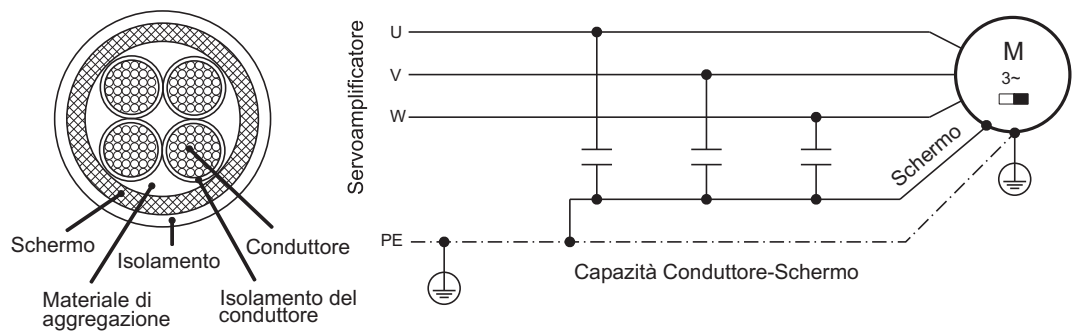 Schermo
Isolamento
Conduttore
Materiale di
aggregazione
Isolamento del
conduttore
Servoamplificatore
U
V
W
PE
M
3~
Schermo
Capazità Conduttore-Schermo